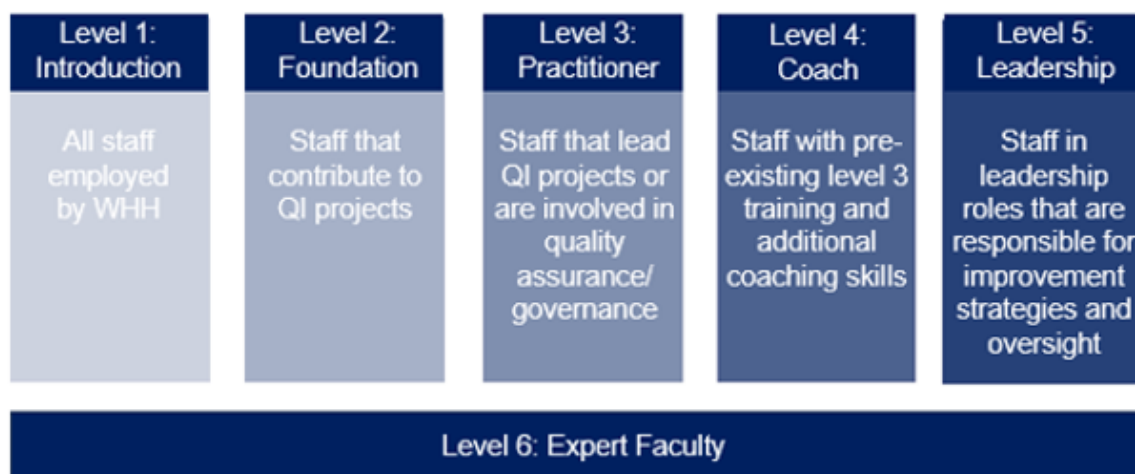 Level 1:
Introduction
All staff
employed
by WHH
Level 2:
Foundation
Staff that
contribute to
QI projects
Level 3:
Practitioner
Staff that lead
QI projects or
are involved in
quality
assurance/
governance
Level 4:
Coach
Staff with pre-
existing level 3
training and
additional
coaching skills
Level 5:
Leadership
Staff in
leadership
roles that are
responsible for
improvement
strategies and
oversight
Level 6: Expert Faculty